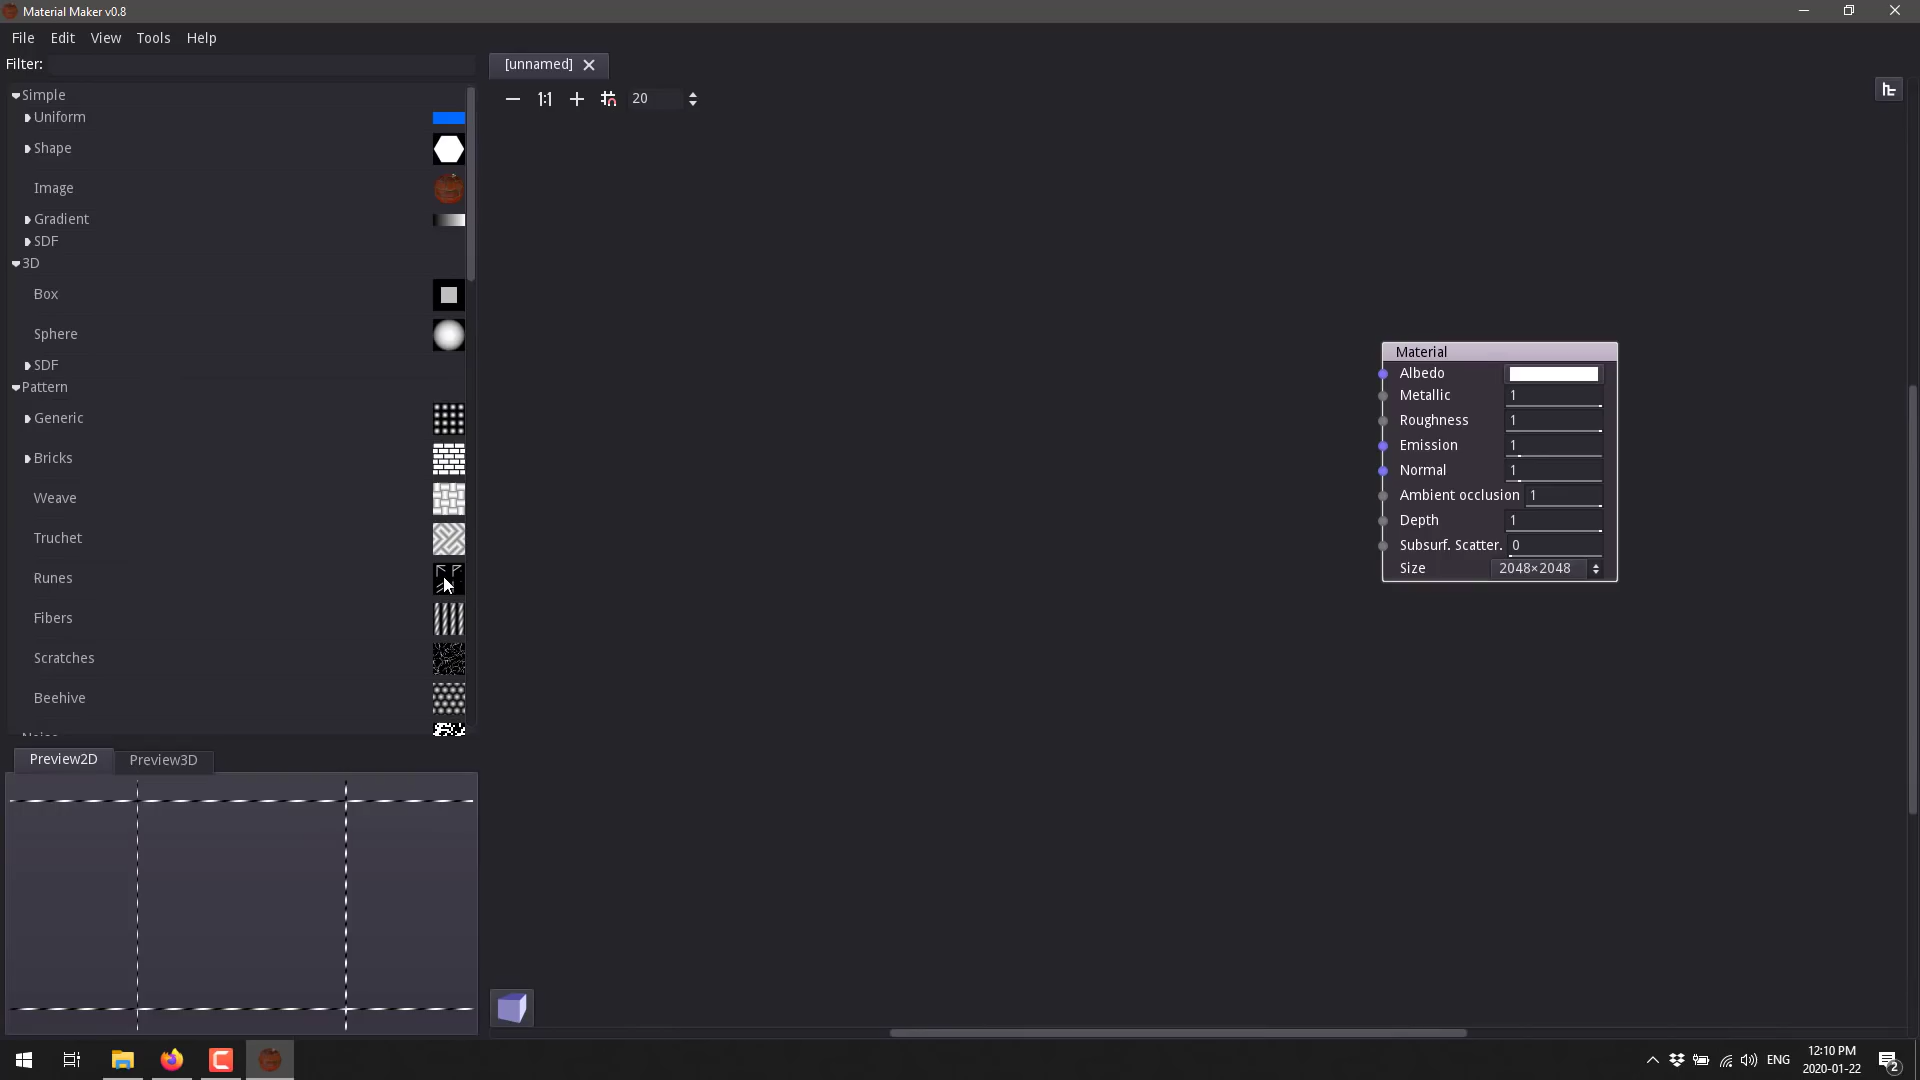 Material Maker v0.8
File Edit View Tools Help
Filter:
[unnamed]
1:1
20
Simple
Uniform
Shape
Image
Gradient
SDF
3D
Box
Sphere
SDF
Pattern
Generic
Bricks
Weave
Truchet
Runes
Fibers
Scratches
Beehive
Noise
Material
Albedo
Metallic 1
Roughness 1
Emission 1
Normal 1
Ambient occlusion 1
Depth 1
Subsurf. Scatter. 0
Size 2048×2048
Preview2D Preview3D
ENG
12:10 PM
2020-01-22
2